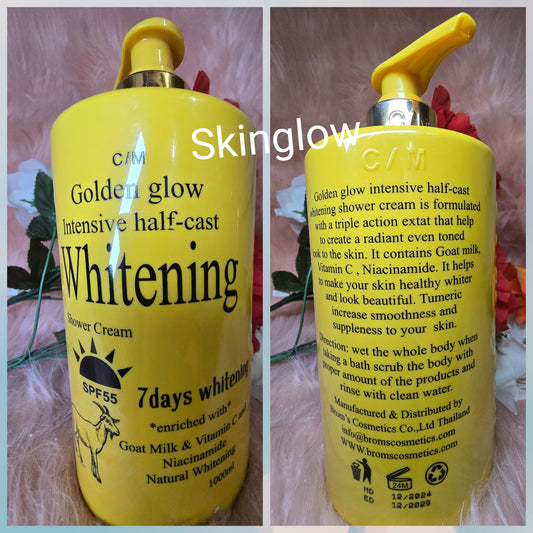 Skinglow
C/M
Golden glow
Intensive half-cast
Whitening
Shower Cream
SPF55
7days whitening
*enriched with*
Goat Milk & Vitamin C and
Niacinamide
Natural Whitening
1000ml
C/M
Golden glow intensive half-cast
whitening shower cream is formulated
with a triple action extat that help
to create a radiant even toned
look to the skin. It contains Goat milk,
Vitamin C , Niacinamide. It helps
to make your skin healthy whiter
and look beautiful. Tumeric
increase smoothness and
suppleness to your skin.
Direction: wet the whole body when
taking a bath scrub the body with
proper amount of the products and
rinse with clean water.
Manufactured & Distributed by
Brom's Cosmetics Co.,Ltd Thailand
info@bromscosmetics.com
www.bromscosmetics.com
24M
MD 12/2024
ED 12/2029